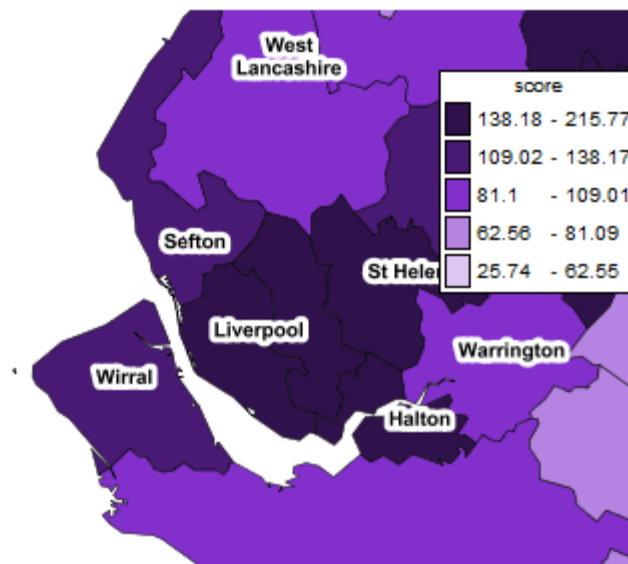 West
Lancashire
score
138.18 - 215.77
109.02 - 138.17
81.1 - 109.01
62.56 - 81.09
25.74 - 62.55
Sefton
St Helen
Liverpool
Warrington
Wirral
Halton